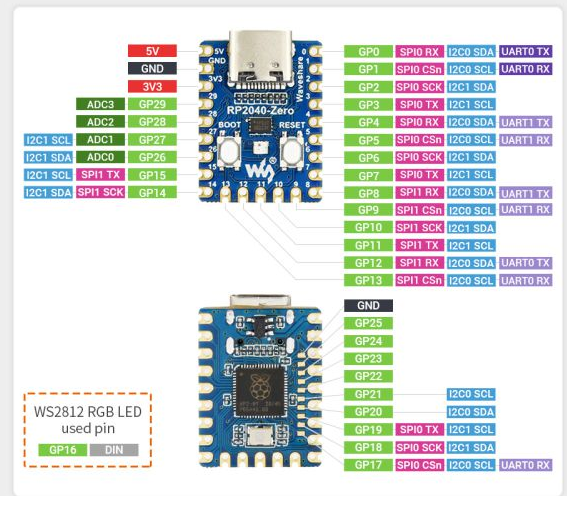 5V
GND
3V3
ADC3 GP29
ADC2 GP28
I2C1 SCL ADC1 GP27
I2C1 SDA ADC0 GP26
I2C1 SCL SPI1 TX GP15
I2C1 SDA SPI1 SCK GP14
5V
GND
3V3
29
28
27
26
15
14 13 12 11 10 9 8
0
1
2
3
5
Waveshare
RP2040-Zero
BOOT RESET
GP0 SPI0 RX I2C0 SDA UART0 TX
GP1 SPI0 CSn I2C0 SCL UART0 RX
GP2 SPI0 SCK I2C1 SDA
GP3 SPI0 TX I2C1 SCL
GP4 SPI0 RX I2C0 SDA UART1 TX
GP5 SPI0 CSn I2C0 SCL UART1 RX
GP6 SPI0 SCK I2C1 SDA
GP7 SPI0 TX I2C1 SCL
GP8 SPI1 RX I2C0 SDA UART1 TX
GP9 SPI1 CSn I2C0 SCL UART1 RX
GP10 SPI1 SCK I2C1 SDA
GP11 SPI1 TX I2C1 SCL
GP12 SPI1 RX I2C0 SDA UART0 TX
GP13 SPI1 CSn I2C0 SCL UART0 RX
GND
GP25
GP24
GP23
GP22
GP21 I2C0 SCL
GP20 I2C0 SDA
GP19 SPI0 TX I2C1 SCL
GP18 SPI0 SCK I2C1 SDA
GP17 SPI0 CSn I2C0 SCL UART0 RX
WS2812 RGB LED
used pin
GP16 DIN